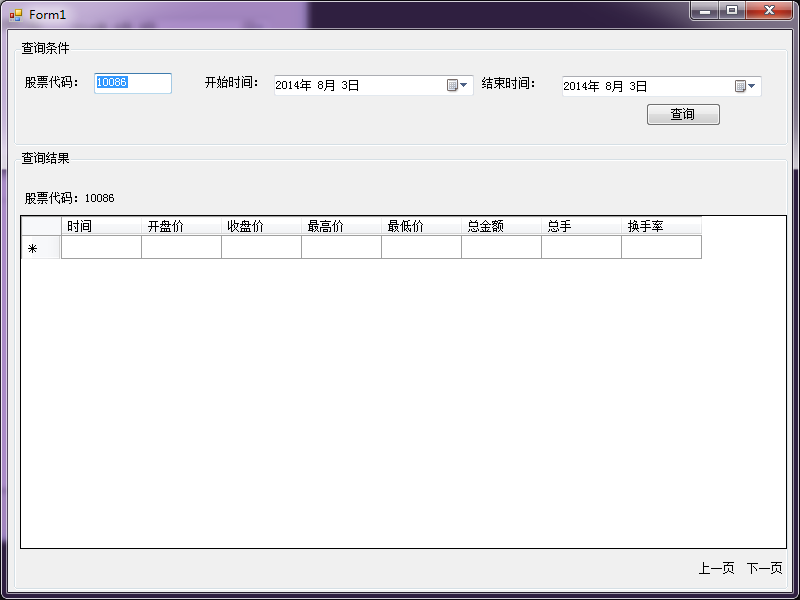 Form1
查询条件
股票代码： 10086 开始时间： 2014年 8月 3日 结束时间： 2014年 8月 3日
查询
查询结果
股票代码：10086
时间 开盘价 收盘价 最高价 最低价 总金额 总手 换手率
*
上一页 下一页